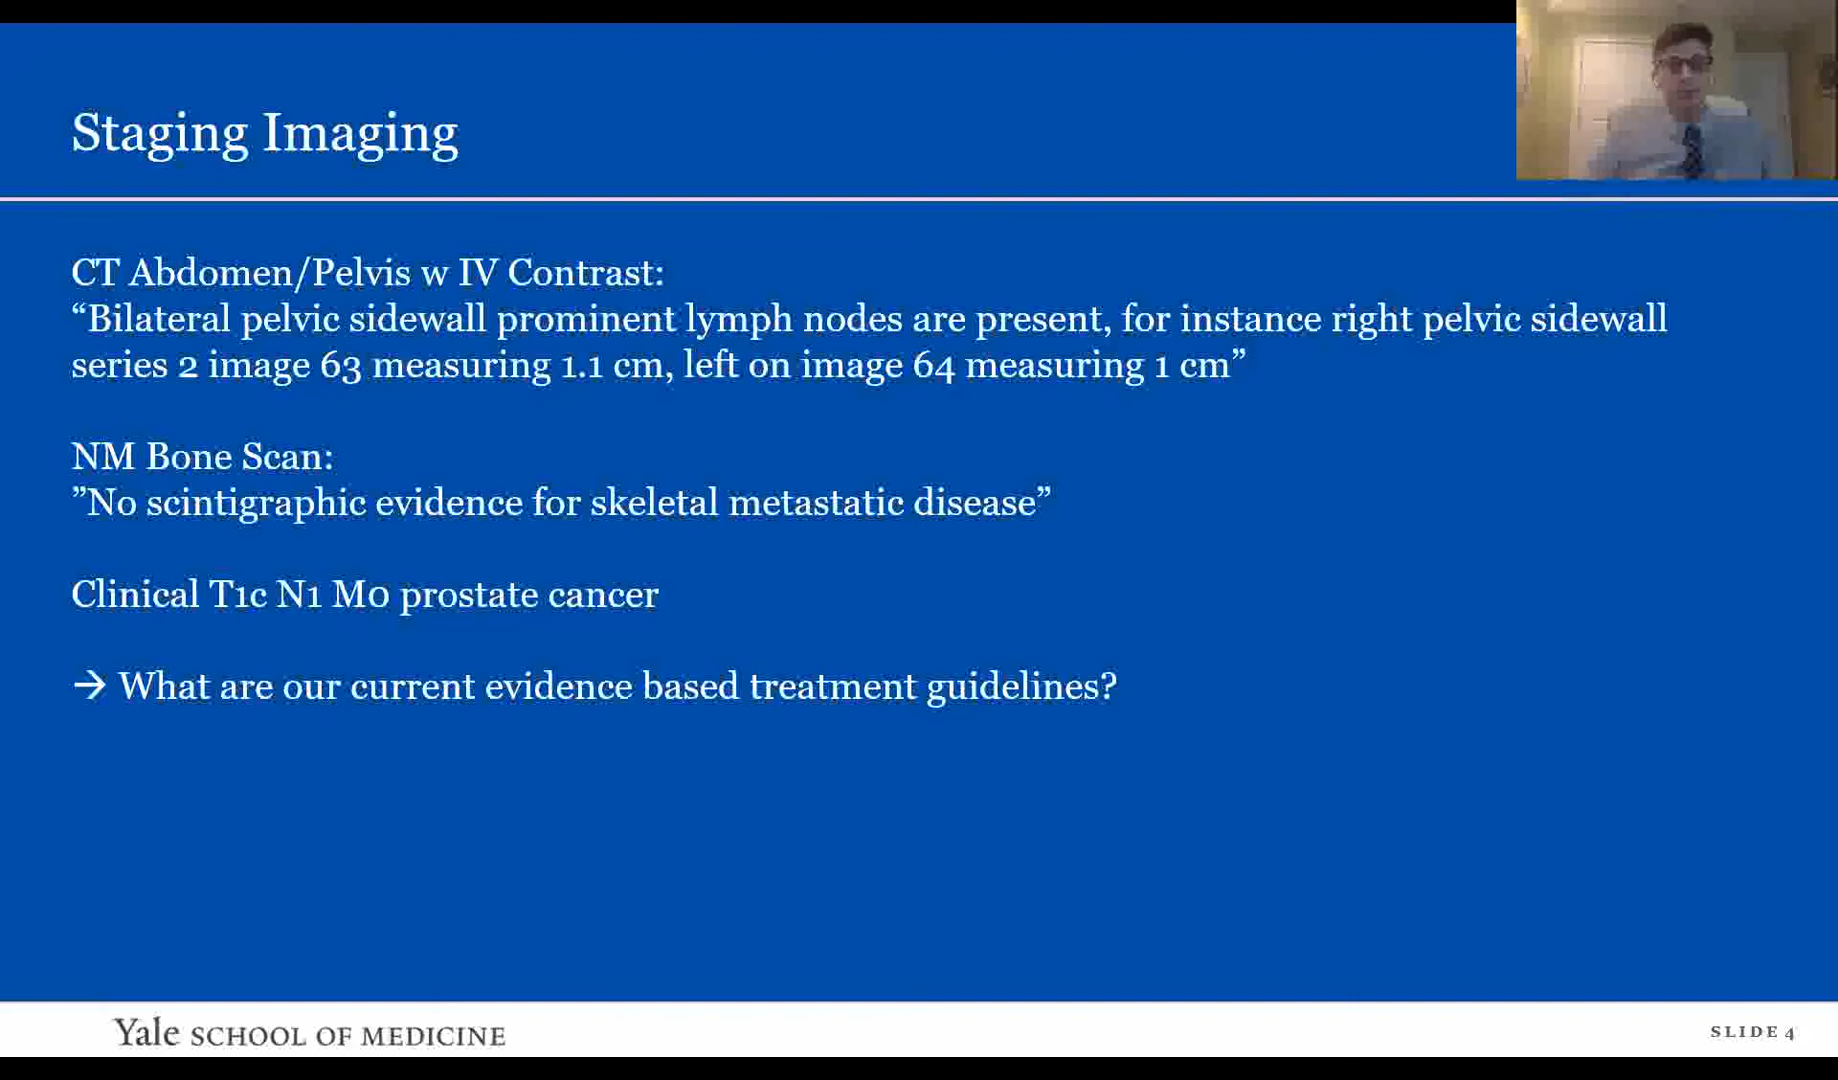 Staging Imaging
CT Abdomen/Pelvis w IV Contrast:
“Bilateral pelvic sidewall prominent lymph nodes are present, for instance right pelvic sidewall
series 2 image 63 measuring 1.1 cm, left on image 64 measuring 1 cm”
NM Bone Scan:
”No scintigraphic evidence for skeletal metastatic disease”
Clinical T1c N1 M0 prostate cancer
→ What are our current evidence based treatment guidelines?
Yale SCHOOL OF MEDICINE
SLIDE 4